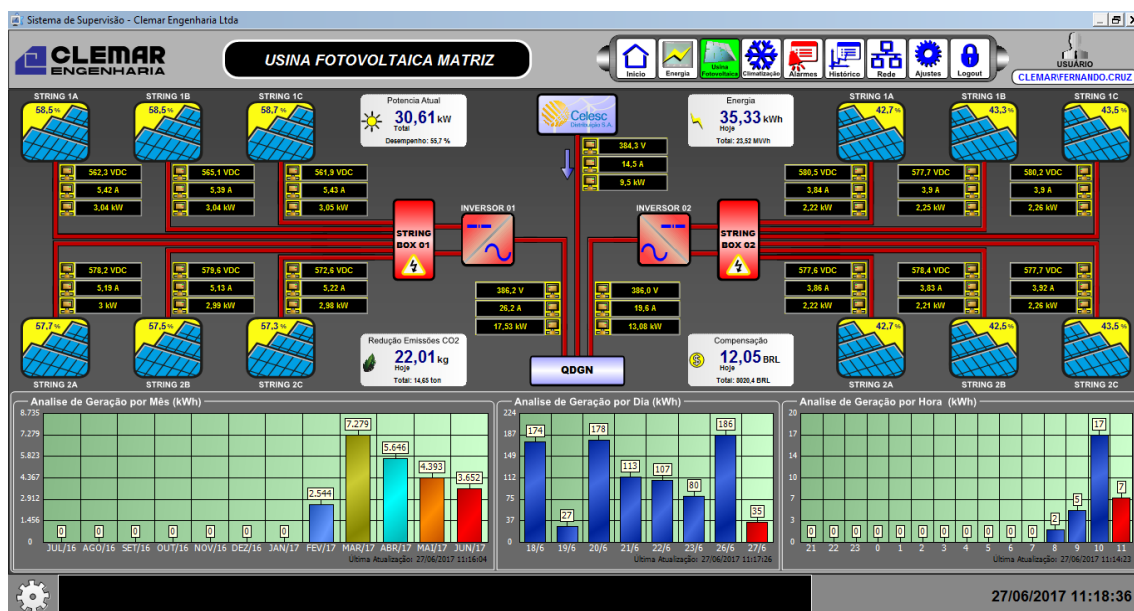 Sistema de Supervisão - Clemar Engenharia Ltda
CLEMAR
ENGENHARIA
USINA FOTOVOLTAICA MATRIZ
Inicio
Energia
Usina
Fotovoltaica
Climatização
Alarmes
Histórico
Rede
Ajustes
Logout
USUÁRIO
CLEMAR\FERNANDO.CRUZ
STRING 1A
58,5 %
STRING 1B
58,5 %
STRING 1C
58,7 %
Potencia Atual
30,61 kW
Total
Desempenho: 55,7 %
Celesc
Distribuição S.A.
Energia
35,33 kWh
Hoje
Total: 23,52 MWh
STRING 1A
42,7 %
STRING 1B
43,3 %
STRING 1C
43,5 %
384,3 V
14,5 A
9,5 kW
562,3 VDC
5,42 A
3,04 kW
565,1 VDC
5,39 A
3,04 kW
561,9 VDC
5,43 A
3,05 kW
580,5 VDC
3,84 A
2,22 kW
577,7 VDC
3,9 A
2,25 kW
580,2 VDC
3,9 A
2,26 kW
STRING
BOX 01
INVERSOR 01
INVERSOR 02
STRING
BOX 02
578,2 VDC
5,19 A
3 kW
579,6 VDC
5,13 A
2,99 kW
572,6 VDC
5,22 A
2,98 kW
386,2 V
26,2 A
17,53 kW
386,0 V
19,6 A
13,08 kW
577,6 VDC
3,86 A
2,22 kW
578,4 VDC
3,83 A
2,21 kW
577,7 VDC
3,92 A
2,26 kW
57,7 %
STRING 2A
57,5 %
STRING 2B
57,3 %
STRING 2C
Redução Emissões CO2
22,01 kg
Hoje
Total: 14,65 ton
QDGN
Compensação
12,05 BRL
Hoje
Total: 8020,4 BRL
42,7 %
STRING 2A
42,5 %
STRING 2B
43,5 %
STRING 2C
Analise de Geração por Mês (kWh)
8.735
7.279
5.823
4.367
2.912
1.456
0
0 0 0 0 0 0 0 2.544 7.279 5.646 4.393 3.652
JUL/16 AGO/16 SET/16 OUT/16 NOV/16 DEZ/16 JAN/17 FEV/17 MAR/17 ABR/17 MAI/17 JUN/17
Última Atualização: 27/06/2017 11:16:04
Analise de Geração por Dia (kWh)
224
187
149
112
75
37
0
174 27 178 113 107 80 186 35
18/6 19/6 20/6 21/6 22/6 23/6 26/6 27/6
Última Atualização: 27/06/2017 11:17:26
Analise de Geração por Hora (kWh)
20
17
14
10
7
3
0
0 0 0 0 0 0 0 0 0 0 0 2 5 17 7
21 22 23 0 1 2 3 4 5 6 7 8 9 10 11
Última Atualização: 27/06/2017 11:14:23
27/06/2017 11:18:36